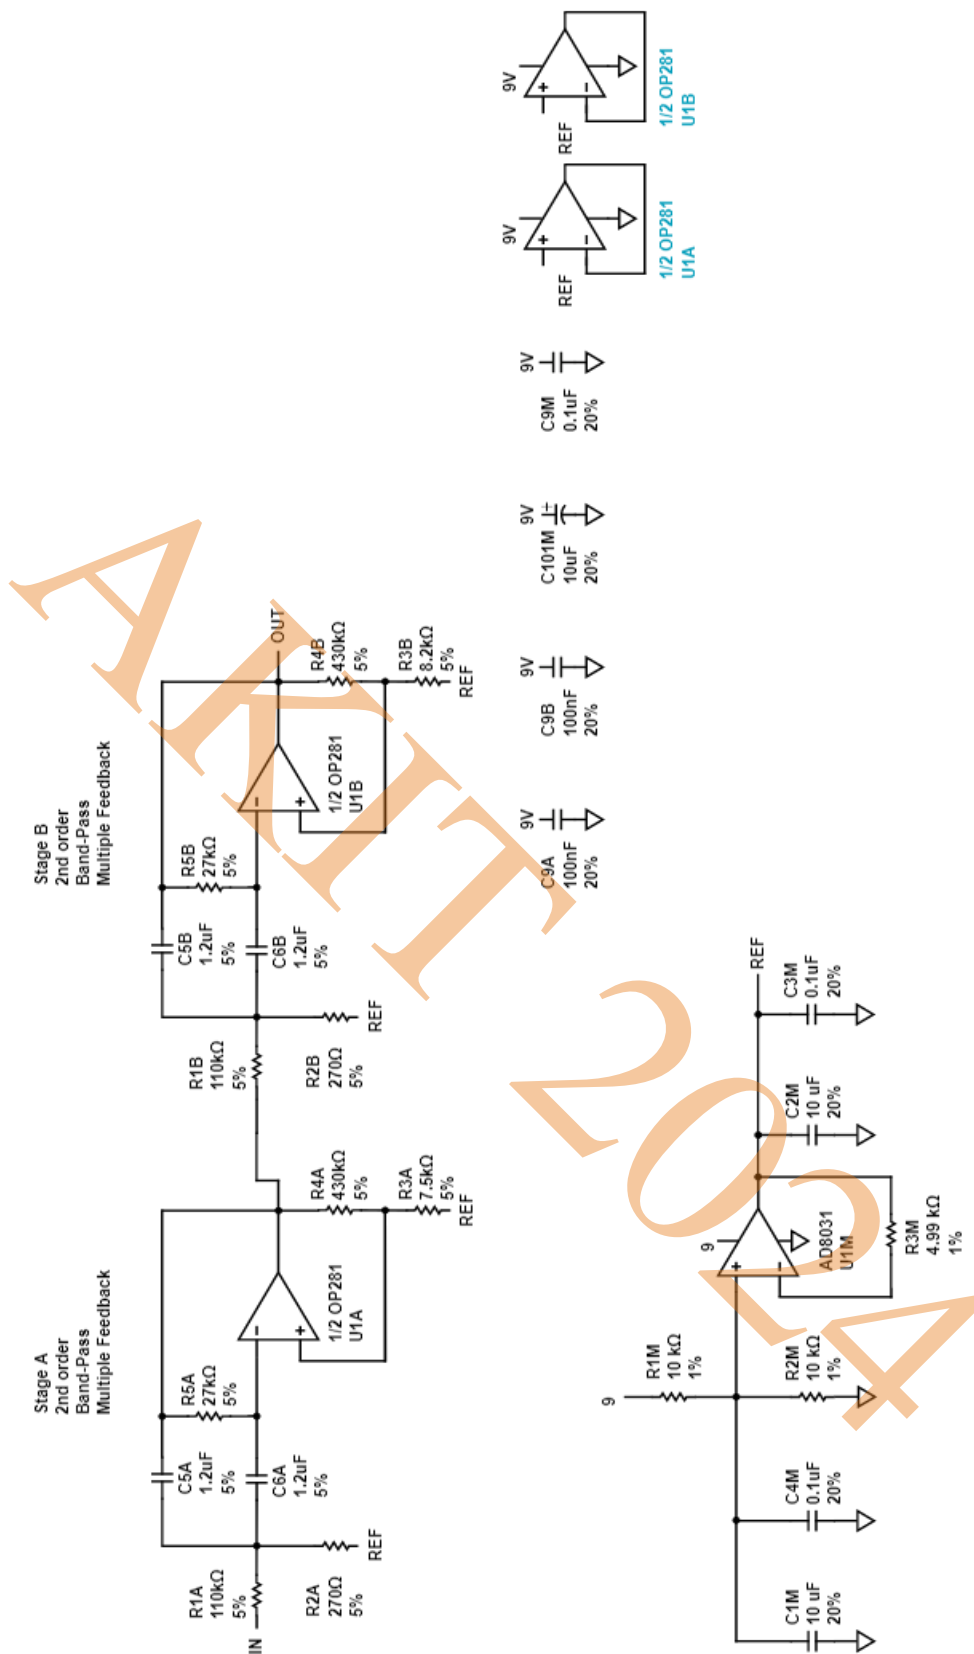 Stage A
2nd order
Band-Pass
Multiple Feedback
Stage B
2nd order
Band-Pass
Multiple Feedback
IN
R1A
110kΩ
5%
R2A
270Ω
5%
REF
C5A
1.2uF
5%
C6A
1.2uF
5%
R5A
27kΩ
5%
−
+
1/2 OP281
U1A
R4A
430kΩ
5%
R3A
7.5kΩ
5%
REF
R1B
110kΩ
5%
R2B
270Ω
5%
REF
C5B
1.2uF
5%
C6B
1.2uF
5%
R5B
27kΩ
5%
−
+
1/2 OP281
U1B
OUT
R4B
430kΩ
5%
R3B
8.2kΩ
5%
REF
9V
C9A
100nF
20%
9V
C9B
100nF
20%
9V
+
C101M
10uF
20%
9V
C9M
0.1uF
20%
9V
+
−
REF
1/2 OP281
U1A
9V
+
−
REF
1/2 OP281
U1B
C1M
10 uF
20%
C4M
0.1uF
20%
9
R1M
10 kΩ
1%
R2M
10 kΩ
1%
9
+
−
AD8031
U1M
R3M
4.99 kΩ
1%
C2M
10 uF
20%
C3M
0.1uF
20%
REF
AKIT 2024